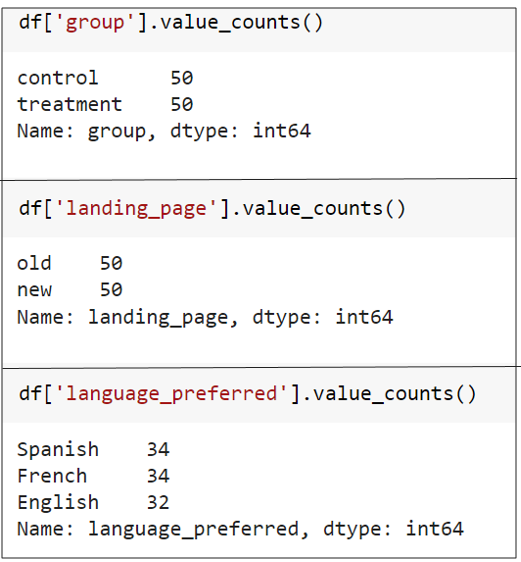 df['group'].value_counts()
control      50
treatment    50
Name: group, dtype: int64
df['landing_page'].value_counts()
old    50
new    50
Name: landing_page, dtype: int64
df['language_preferred'].value_counts()
Spanish    34
French     34
English    32
Name: language_preferred, dtype: int64